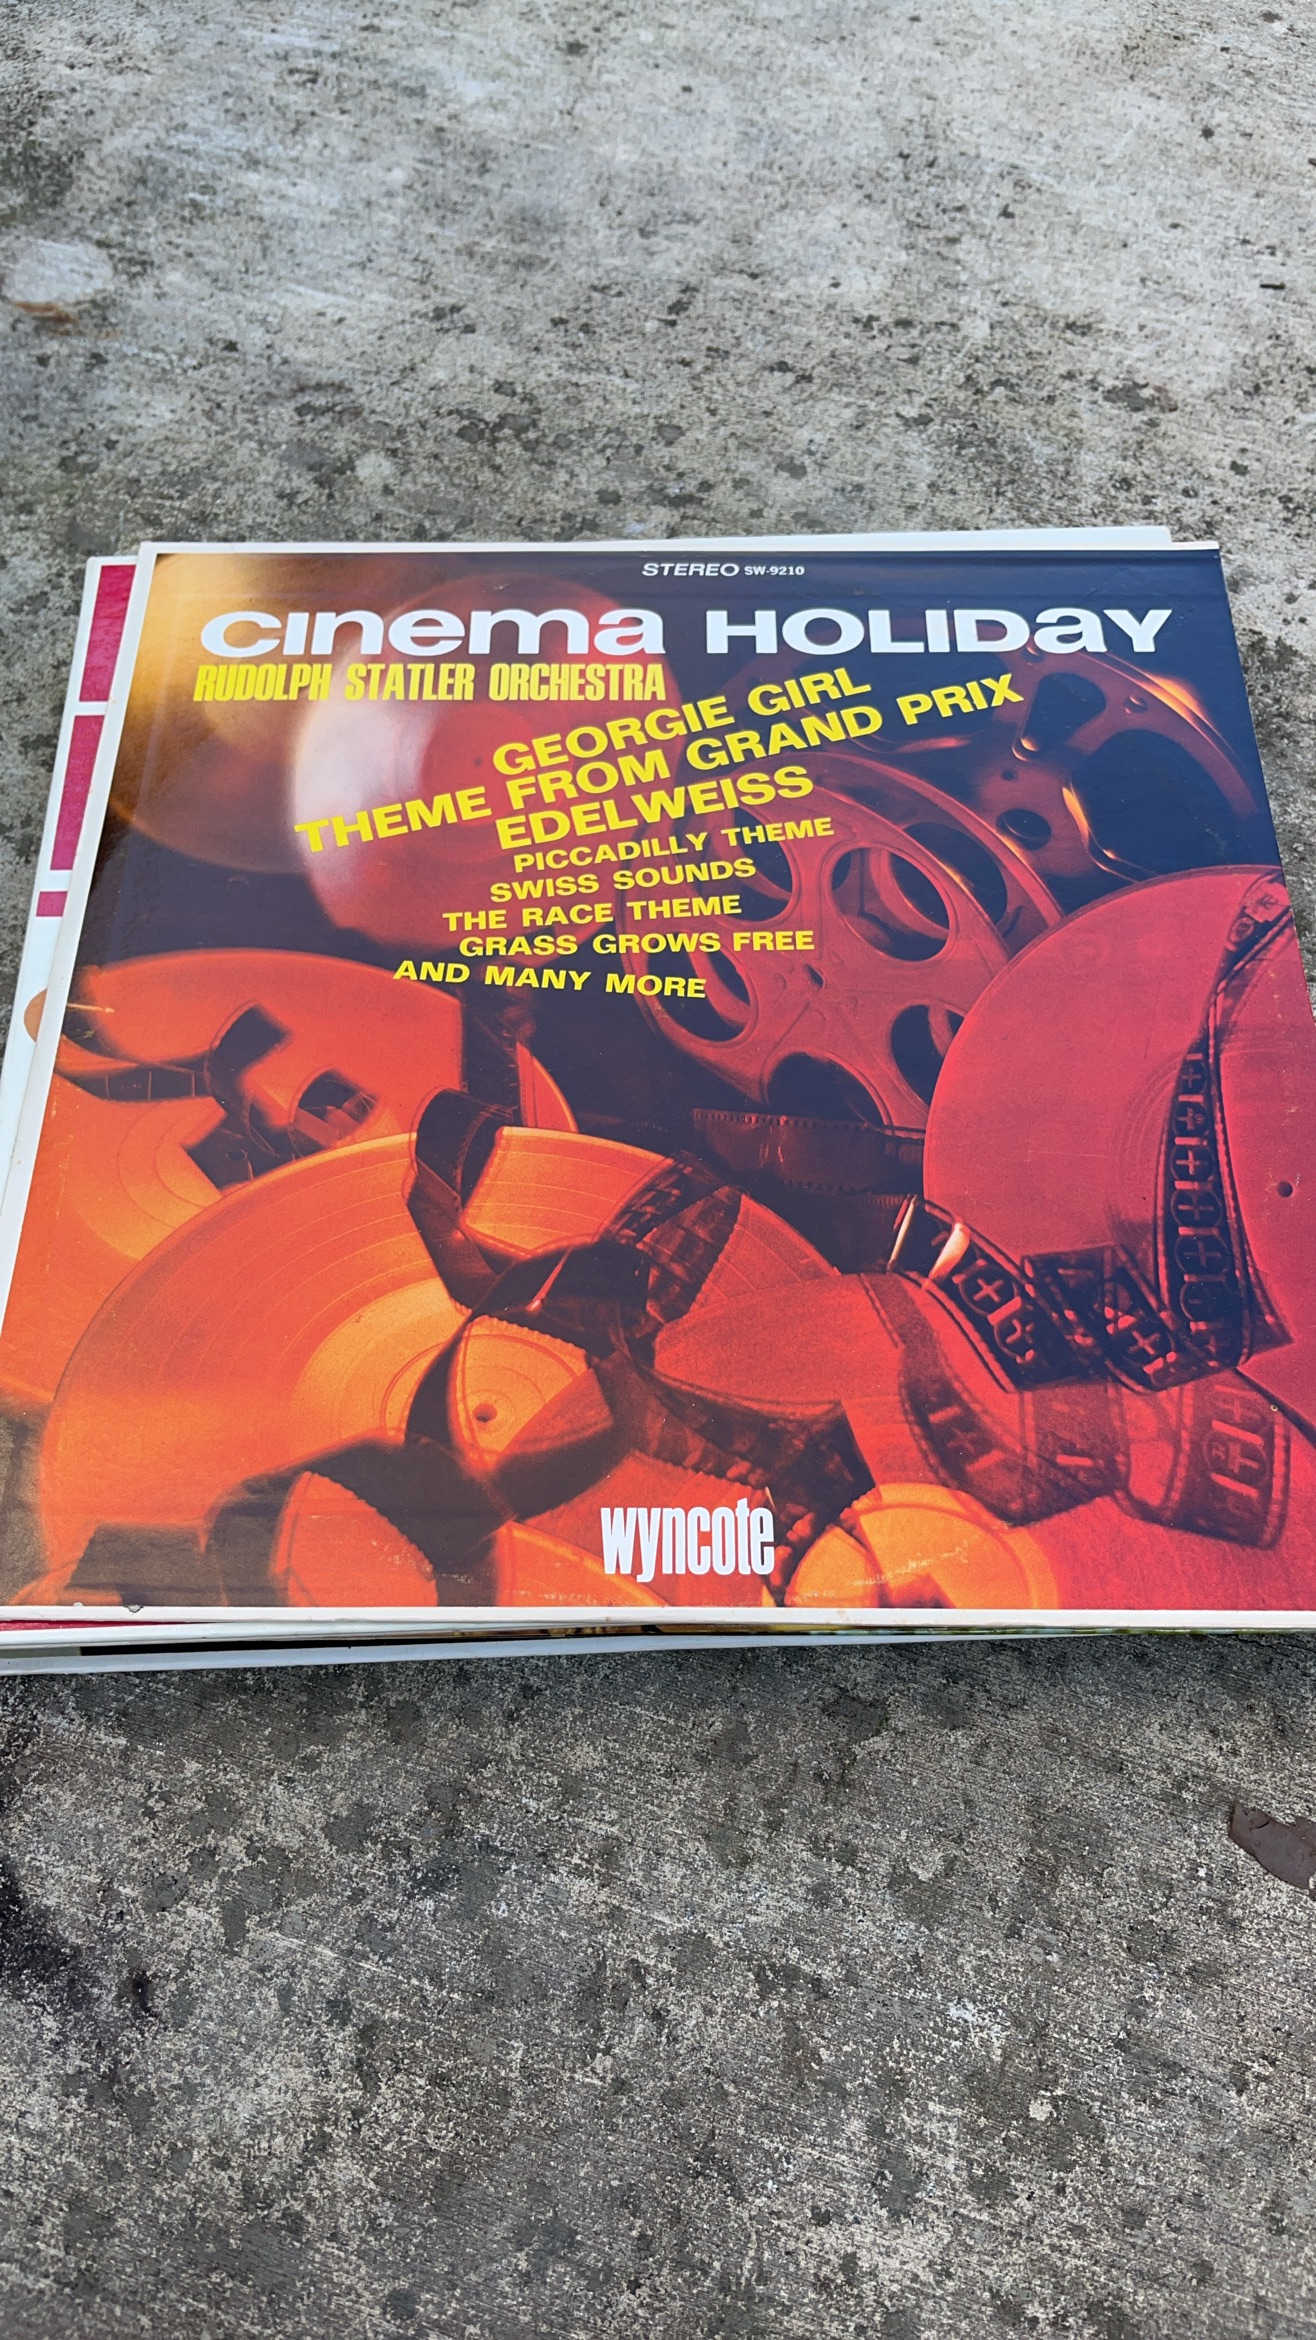 STEREO SW-9210
cinema HOLIDaY
RUDOLPH STATLER ORCHESTRA
GEORGIE GIRL
THEME FROM GRAND PRIX
EDELWEISS
PICCADILLY THEME
SWISS SOUNDS
THE RACE THEME
GRASS GROWS FREE
AND MANY MORE
wyncote